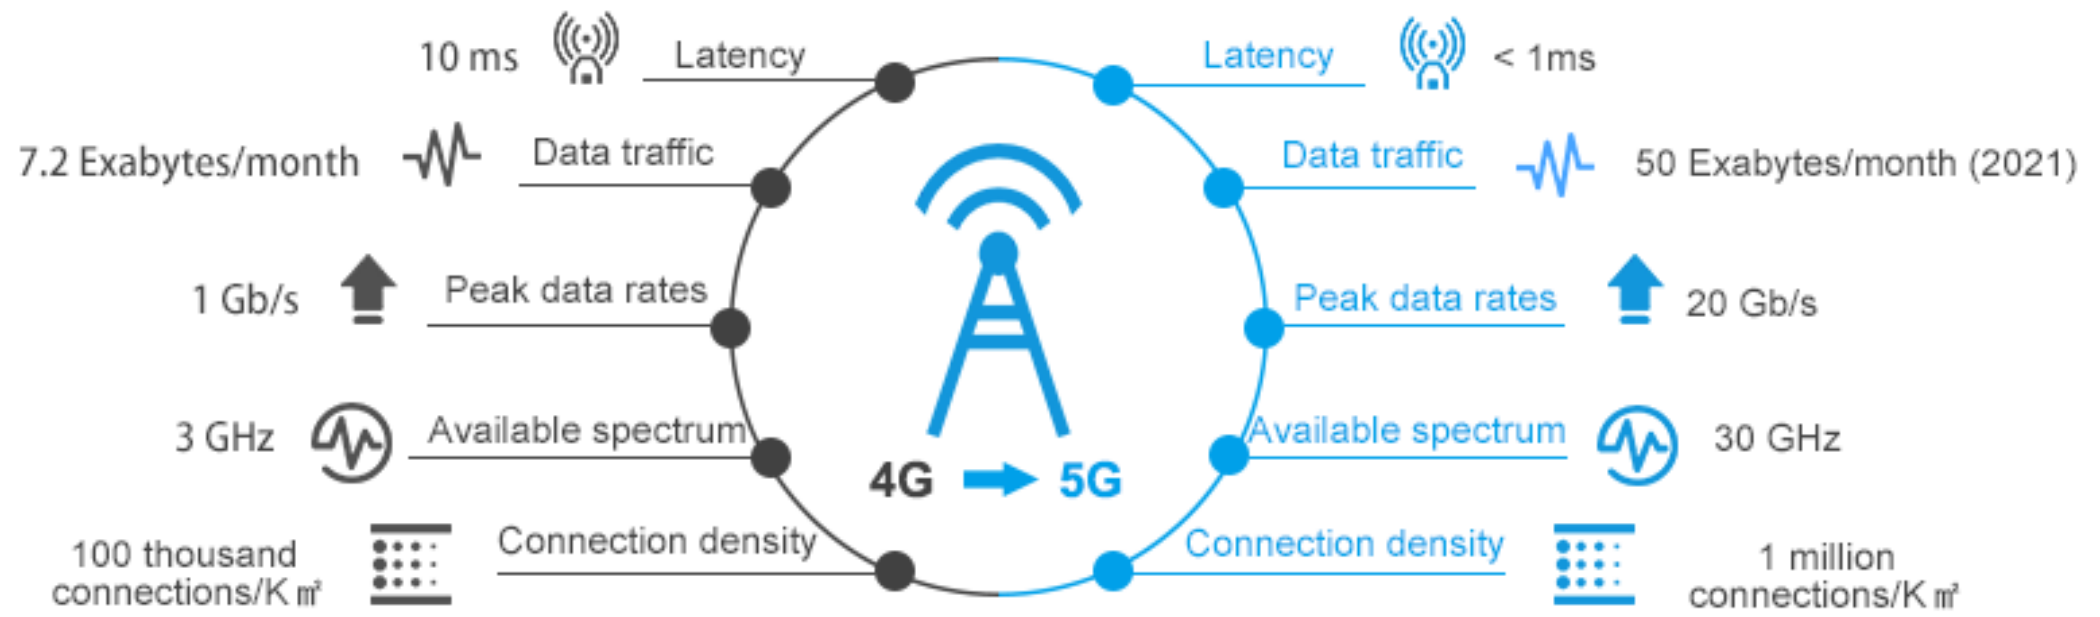 10 ms
Latency
7.2 Exabytes/month
Data traffic
1 Gb/s
Peak data rates
3 GHz
Available spectrum
100 thousand
connections/K㎡
Connection density
4G
5G
Latency
< 1ms
Data traffic
50 Exabytes/month (2021)
Peak data rates
20 Gb/s
Available spectrum
30 GHz
Connection density
1 million
connections/K㎡